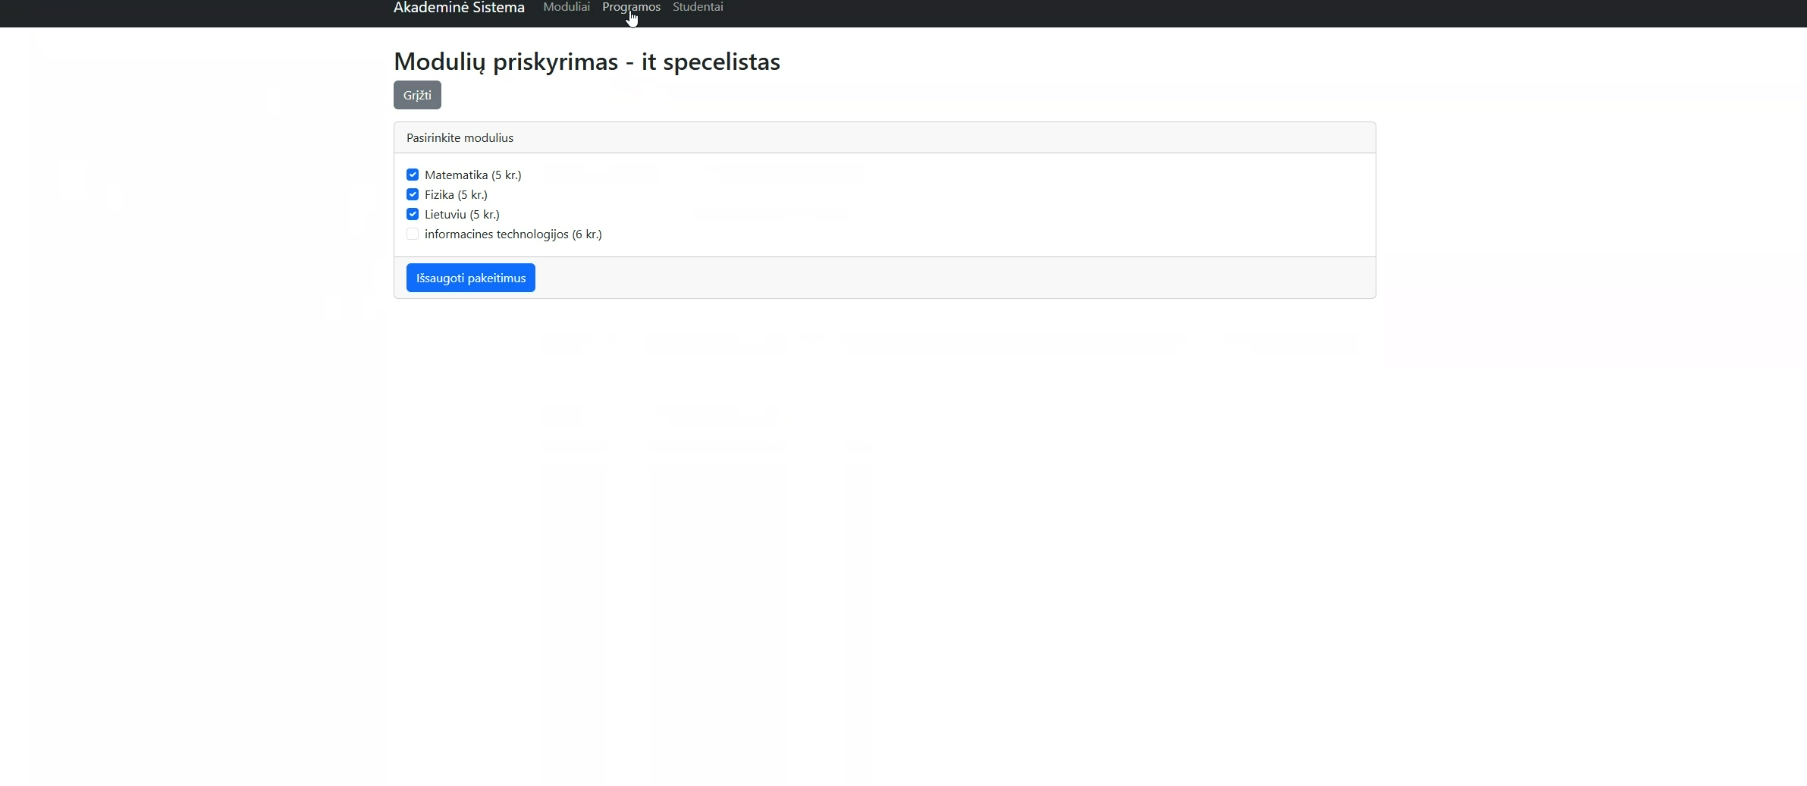 Akademinė Sistema Moduliai Programos Studentai
Modulių priskyrimas - it specelistas
Grįžti
Pasirinkite modulius
Matematika (5 kr.)
Fizika (5 kr.)
Lietuviu (5 kr.)
informacines technologijos (6 kr.)
Išsaugoti pakeitimus